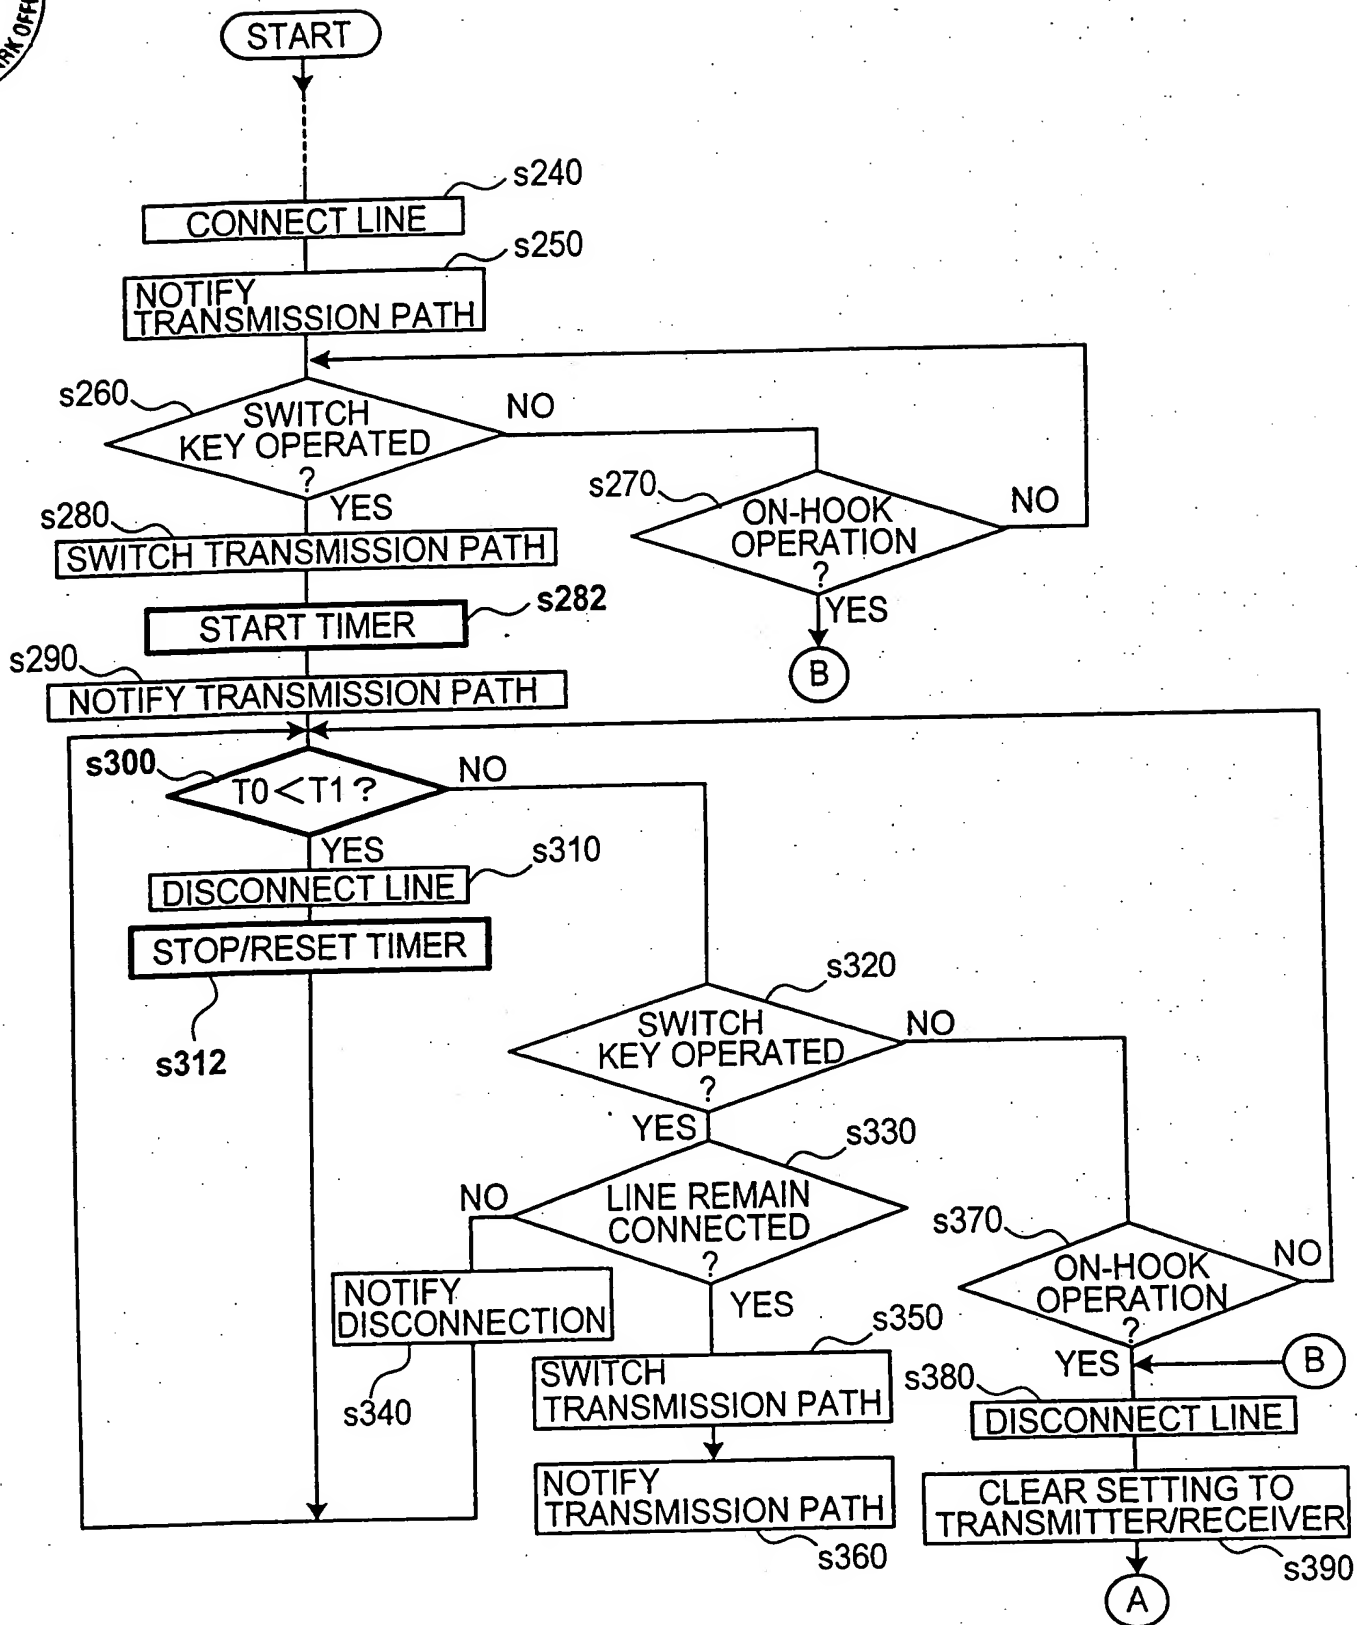 START
s240
CONNECT LINE
s250
NOTIFY
TRANSMISSION PATH
s260
SWITCH
KEY OPERATED
?
NO
YES
s270
ON-HOOK
OPERATION
?
NO
YES
B
s280
SWITCH TRANSMISSION PATH
s282
START TIMER
s290
NOTIFY TRANSMISSION PATH
s300
T0<T1?
NO
YES
s310
DISCONNECT LINE
STOP/RESET TIMER
s312
s320
SWITCH
KEY OPERATED
?
NO
YES
s330
LINE REMAIN
CONNECTED
?
NO
YES
NOTIFY
DISCONNECTION
s340
s350
SWITCH
TRANSMISSION PATH
NOTIFY
TRANSMISSION PATH
s360
s370
ON-HOOK
OPERATION
?
NO
YES
B
s380
DISCONNECT LINE
CLEAR SETTING TO
TRANSMITTER/RECEIVER
s390
A